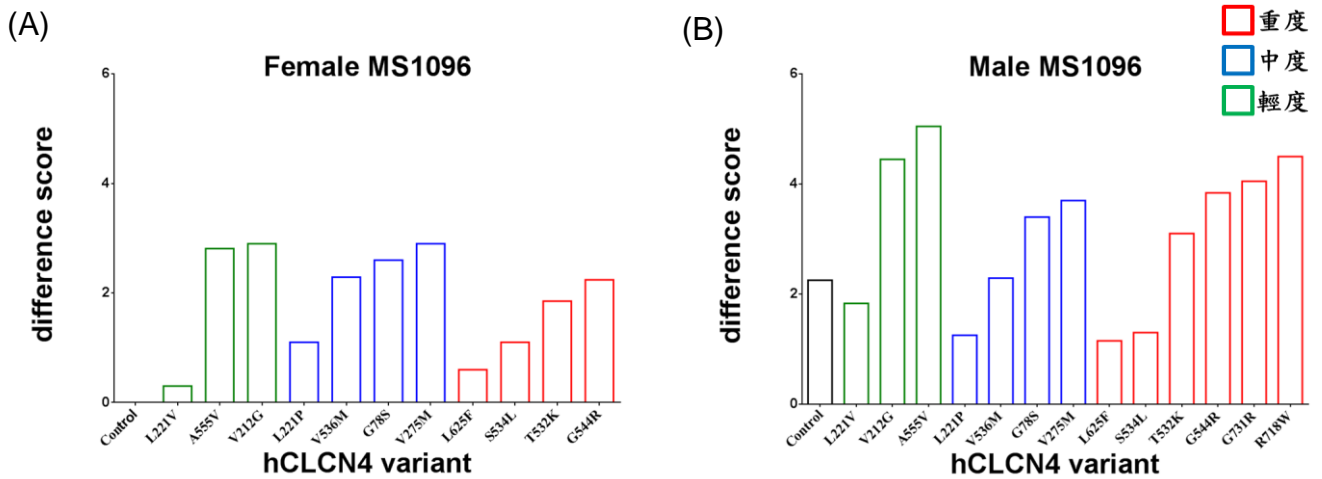 (A)
Female MS1096
difference score
6
4
2
0
Control
L221V
A555V
V212G
L221P
V536M
G78S
V275M
L625F
S534L
T532K
G544R
hCLCN4 variant
(B)
Male MS1096
difference score
6
4
2
0
Control
L221V
V212G
A555V
L221P
V536M
G78S
V275M
L625F
S534L
T532K
G544R
G731R
R718W
hCLCN4 variant
重度
中度
輕度